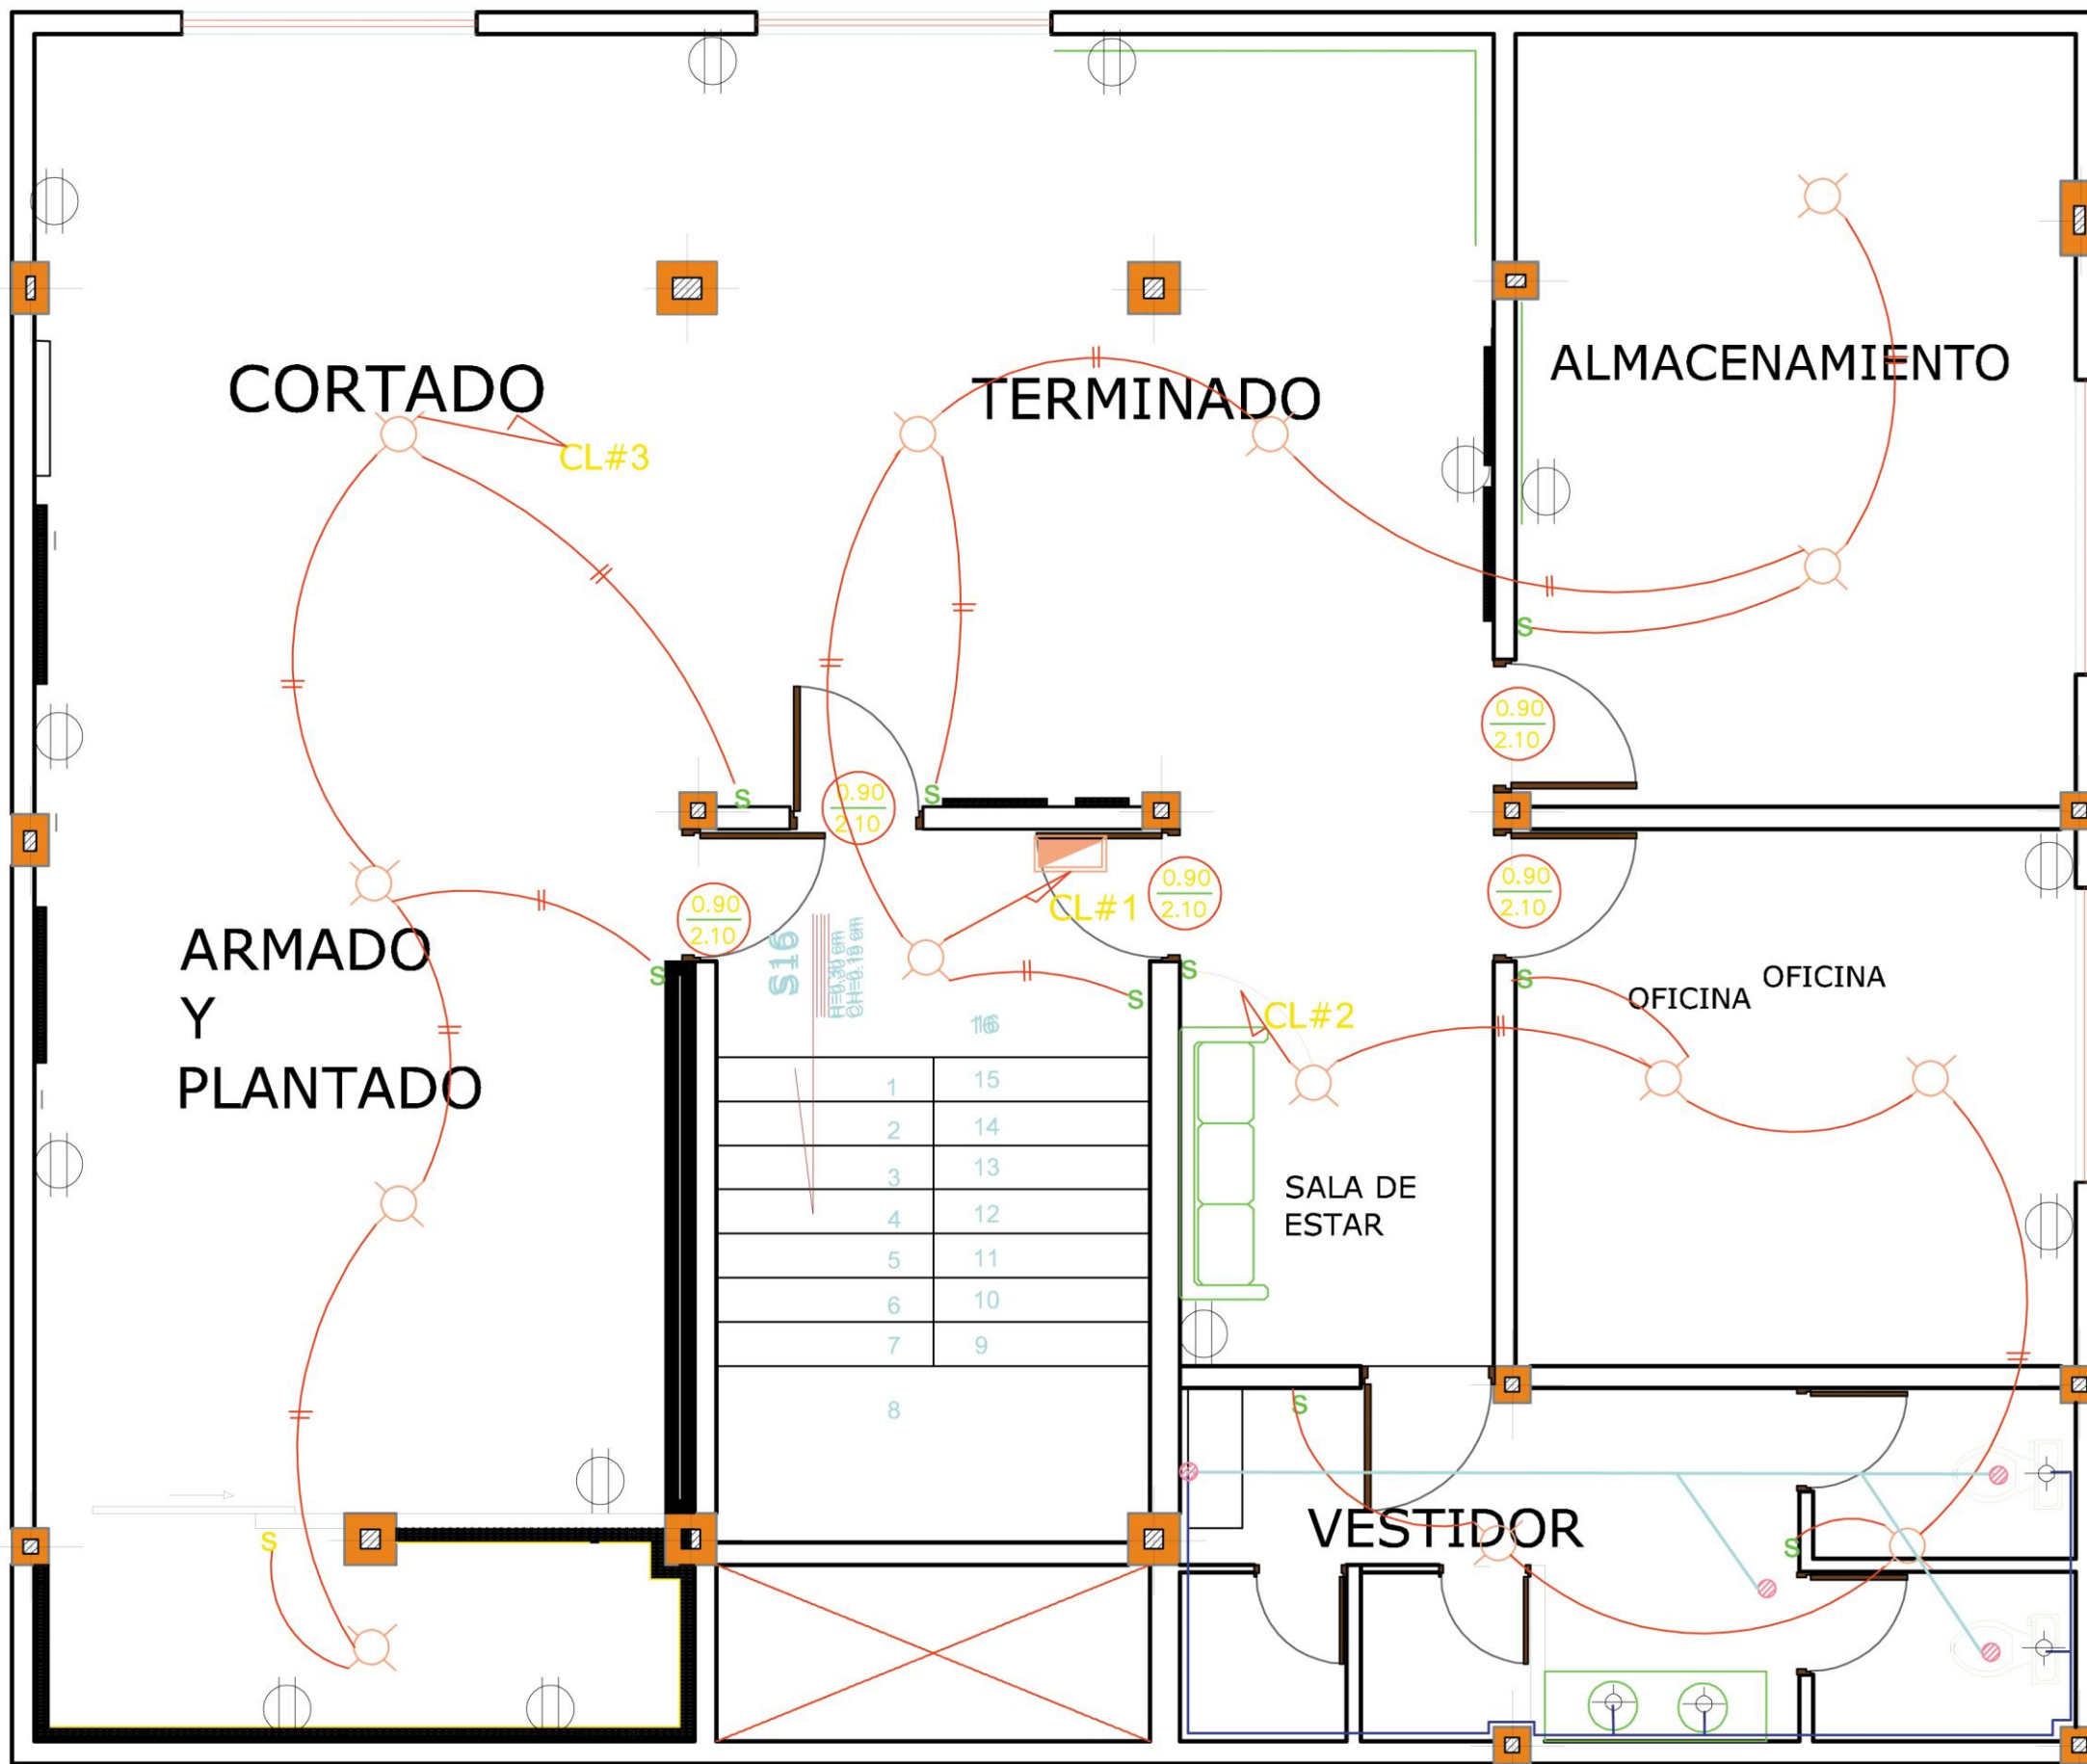 CORTADO
TERMINADO
ALMACENAMIENTO
CL#3
S
S
S
0.90
2.10
0.90
2.10
0.90
2.10
0.90
2.10
0.90
2.10
CL#1
ARMADO
Y
PLANTADO
S
S16
S
S
S
OFICINA
OFICINA
CL#2
1
15
2
14
3
13
4
12
5
11
6
10
7
9
8
SALA DE
ESTAR
S
VESTIDOR
S
S